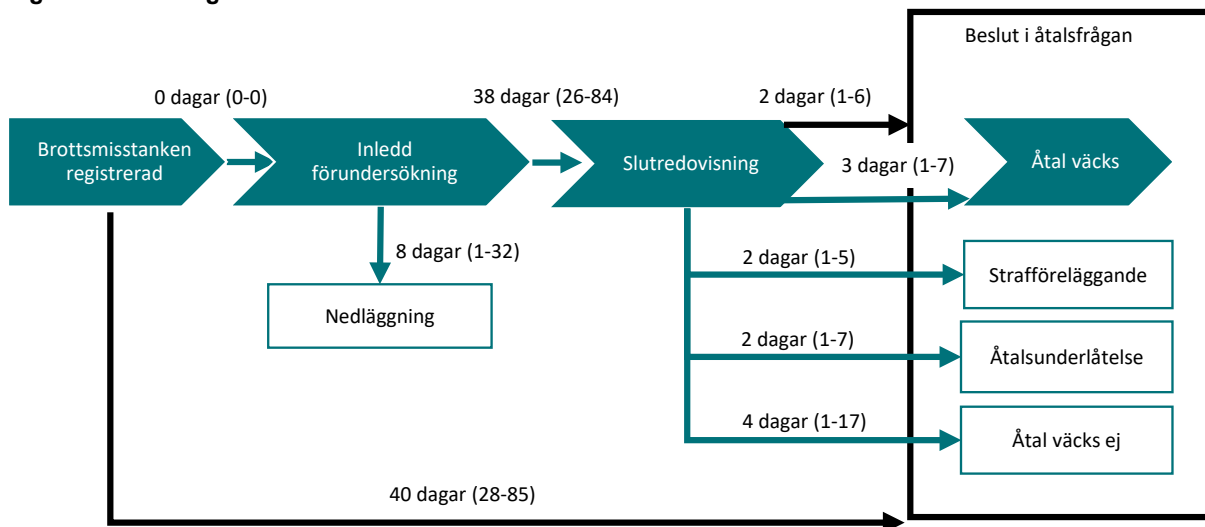 Beslut i åtalsfrågan
0 dagar (0-0)
38 dagar (26-84)
2 dagar (1-6)
Brottsmisstanken
registrerad
Inledd
förundersökning
Slutredovisning
3 dagar (1-7)
Åtal väcks
8 dagar (1-32)
2 dagar (1-5)
Strafföreläggande
Nedläggning
2 dagar (1-7)
Åtalsunderlåtelse
4 dagar (1-17)
Åtal väcks ej
40 dagar (28-85)